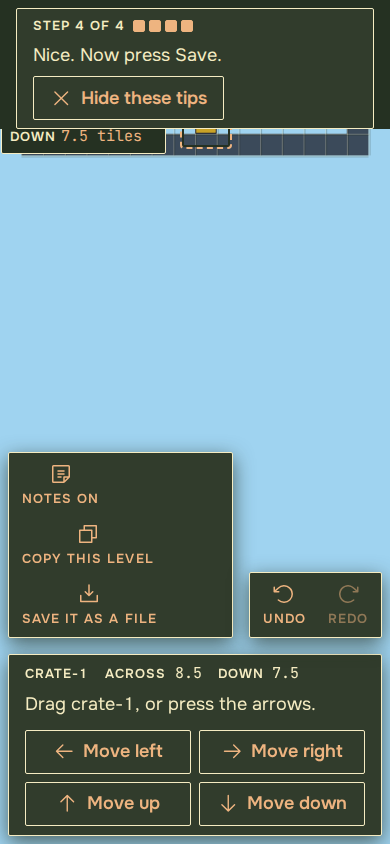 STEP 4 OF 4
Nice. Now press Save.
Hide these tips
DOWN 7.5 tiles
NOTES ON
COPY THIS LEVEL
SAVE IT AS A FILE
UNDO REDO
CRATE-1 ACROSS 8.5 DOWN 7.5
Drag crate-1, or press the arrows.
Move left Move right
Move up Move down